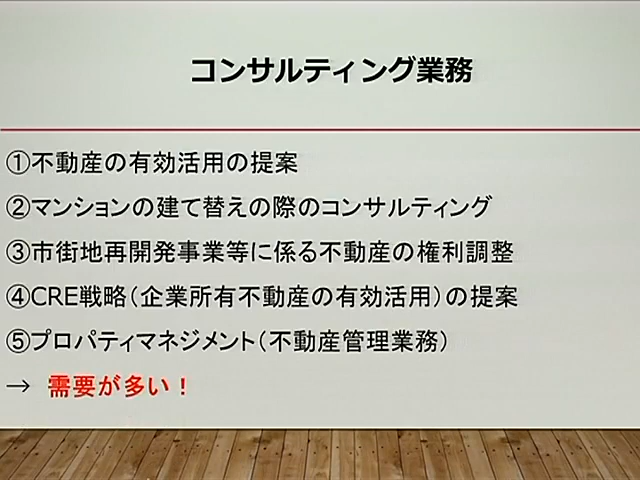 コンサルティング業務
①不動産の有効活用の提案
②マンションの建て替えの際のコンサルティング
③市街地再開発事業等に係る不動産の権利調整
④CRE戦略（企業所有不動産の有効活用）の提案
⑤プロパティマネジメント（不動産管理業務）
→ 需要が多い！